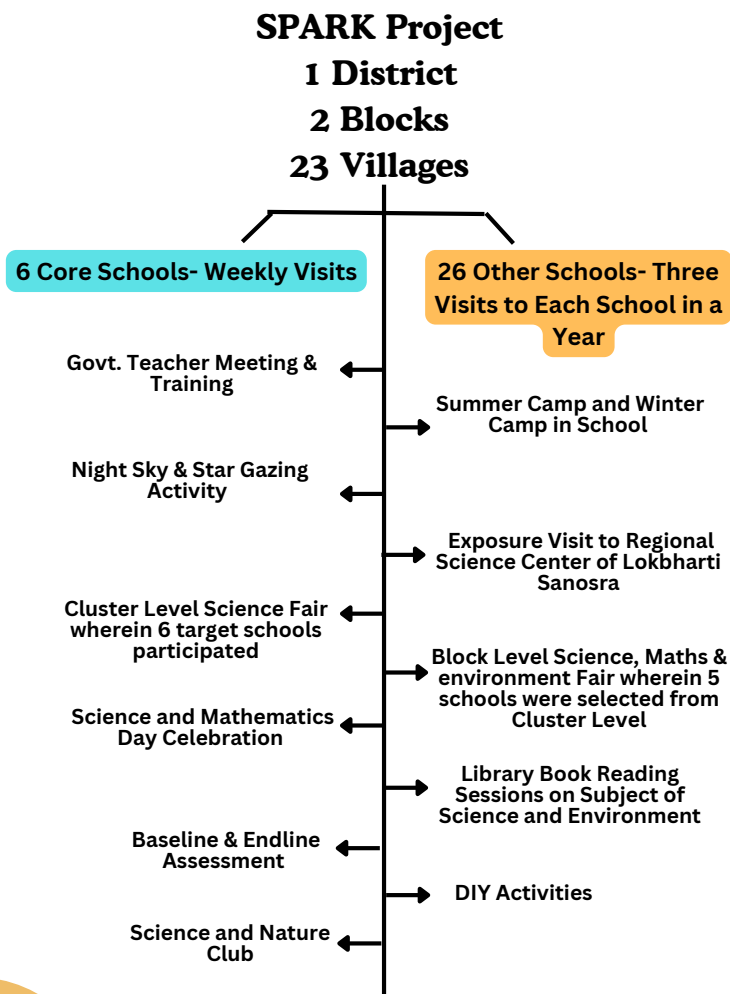 SPARK Project
1 District
2 Blocks
23 Villages
6 Core Schools- Weekly Visits
26 Other Schools- Three
Visits to Each School in a
Year
Govt. Teacher Meeting &
Training
Summer Camp and Winter
Camp in School
Night Sky & Star Gazing
Activity
Exposure Visit to Regional
Science Center of Lokbharti
Sanosra
Cluster Level Science Fair
wherein 6 target schools
participated
Block Level Science, Maths &
environment Fair wherein 5
schools were selected from
Cluster Level
Science and Mathematics
Day Celebration
Library Book Reading
Sessions on Subject of
Science and Environment
Baseline & Endline
Assessment
DIY Activities
Science and Nature
Club